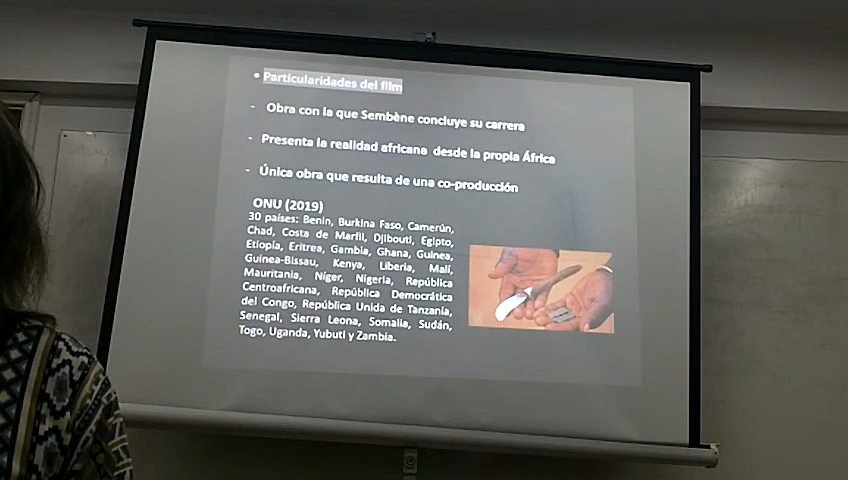 • Particularidades del film
- Obra con la que Sembène concluye su carrera
- Presenta la realidad africana desde la propia África
- Única obra que resulta de una co-producción
ONU (2019)
30 países: Benin, Burkina Faso, Camerún,
Chad, Costa de Marfil, Djibouti, Egipto,
Etiopía, Eritrea, Gambia, Ghana, Guinea,
Guinea-Bissau, Kenya, Liberia, Malí,
Mauritania, Níger, Nigeria, República
Centroafricana, República Democrática
del Congo, República Unida de Tanzanía,
Senegal, Sierra Leona, Somalia, Sudán,
Togo, Uganda, Yubuti y Zambia.